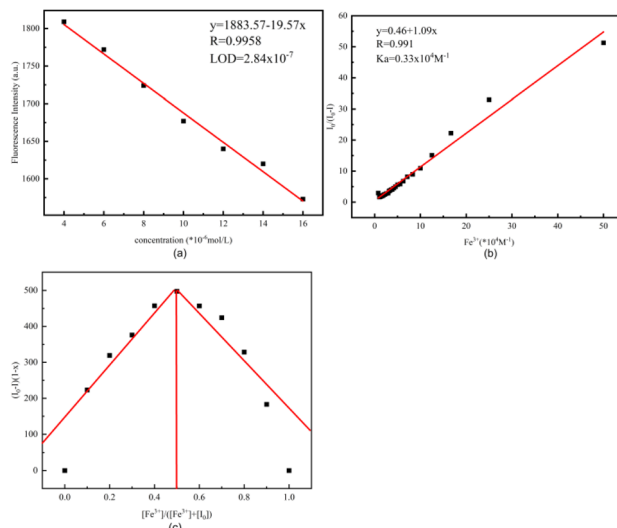 y=1883.57-19.57x
R=0.9958
LOD=2.84x10⁻⁷
Fluorescence Intensity (a.u.)
1800
1750
1700
1650
1600
4 6 8 10 12 14 16
concentration (*10⁻⁶mol/L)
(a)
y=0.46+1.09x
R=0.991
Ka=0.33x10⁴M⁻¹
I₀/(I₀-I)
60
50
40
30
20
10
0
0 10 20 30 40 50
Fe³⁺(*10⁴M⁻¹)
(b)
(I₀-I)(1-x)
500
400
300
200
100
0
0.0 0.2 0.4 0.6 0.8 1.0
[Fe³⁺]/([Fe³⁺]+[I₀])
(c)